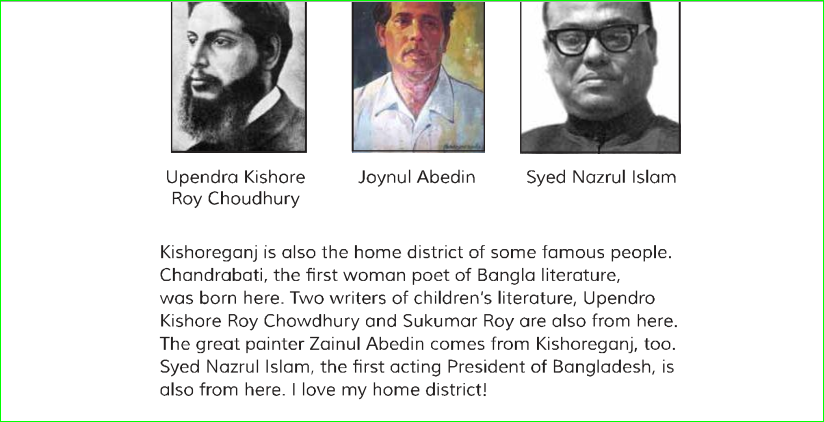 Upendra Kishore
Roy Choudhury
Joynul Abedin
Syed Nazrul Islam
Kishoreganj is also the home district of some famous people.
Chandrabati, the first woman poet of Bangla literature,
was born here. Two writers of children's literature, Upendro
Kishore Roy Chowdhury and Sukumar Roy are also from here.
The great painter Zainul Abedin comes from Kishoreganj, too.
Syed Nazrul Islam, the first acting President of Bangladesh, is
also from here. I love my home district!